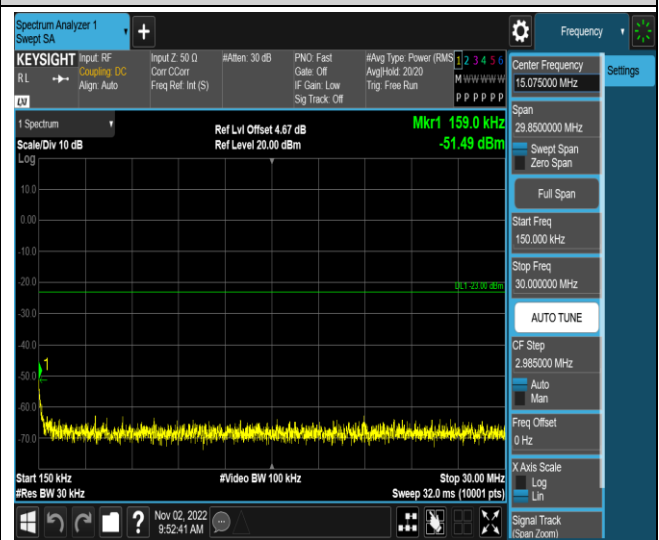 Spectrum Analyzer 1
Swept SA
+
Frequency
KEYSIGHT
RL
Input: RF
Coupling: DC
Align: Auto
Input Z: 50 Ω
Corr CCorr
Freq Ref: Int (S)
#Atten: 30 dB
PNO: Fast
Gate: Off
IF Gain: Low
Sig Track: Off
#Avg Type: Power (RMS
Avg|Hold: 20/20
Trig: Free Run
1 2 3 4 5 6
M W W W W W
P P P P P P
LXI
1 Spectrum
Scale/Div 10 dB
Ref Lvl Offset 4.67 dB
Ref Level 20.00 dBm
Mkr1 159.0 kHz
-51.49 dBm
Log
10.0
0.00
-10.0
-20.0
-30.0
-40.0
-50.0
-60.0
-70.0
DL1 -23.00 dBm
1
Start 150 kHz
#Res BW 30 kHz
#Video BW 100 kHz
Stop 30.00 MHz
Sweep 32.0 ms (10001 pts)
?
Nov 02, 2022
9:52:41 AM
Center Frequency
15.075000 MHz
Span
29.8500000 MHz
Swept Span
Zero Span
Full Span
Start Freq
150.000 kHz
Stop Freq
30.000000 MHz
AUTO TUNE
CF Step
2.985000 MHz
Auto
Man
Freq Offset
0 Hz
X Axis Scale
Log
Lin
Signal Track
(Span Zoom)
Settings